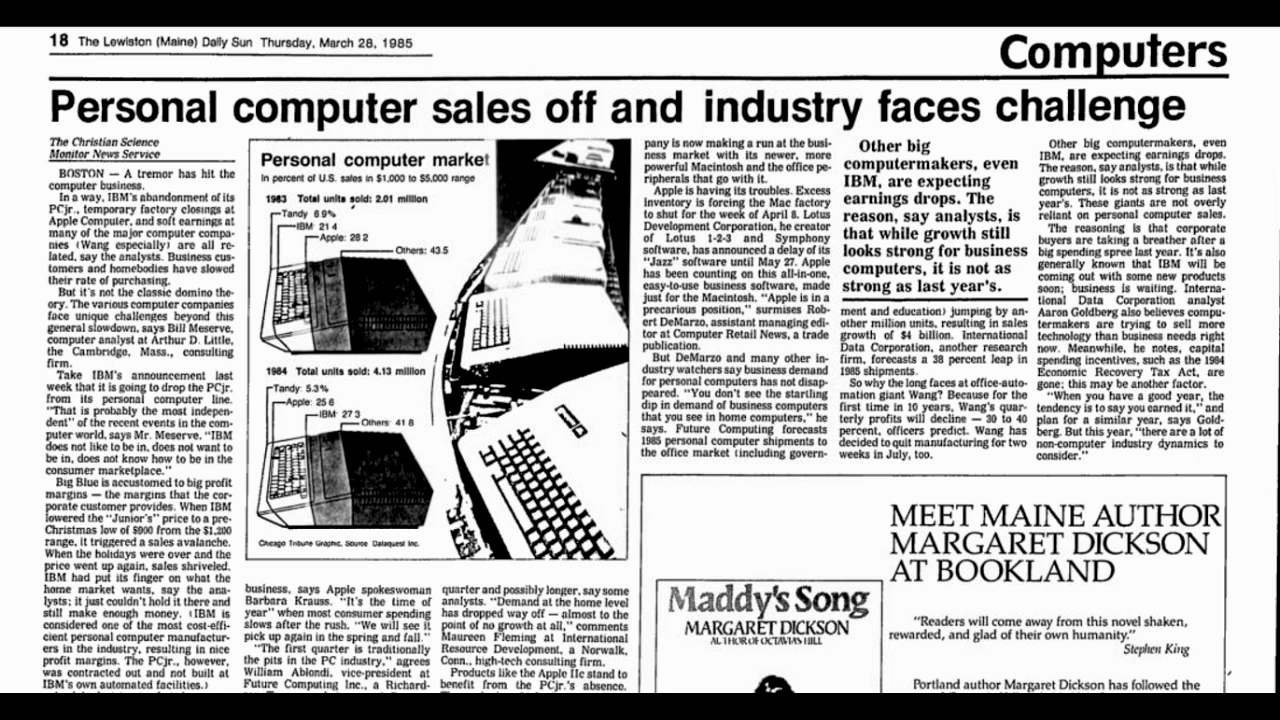 18 The Lewiston (Maine) Daily Sun Thursday, March 28, 1985
Computers
Personal computer sales off and industry faces challenge
The Christian Science
Monitor News Service
BOSTON — A tremor has hit the
computer business.
In a way, IBM's abandonment of its
PCjr., temporary factory closings at
Apple Computer, and soft earnings at
many of the major computer compa-
nies (Wang especially) are all re-
lated, say the analysts. Business cus-
tomers and homebodies have slowed
their rate of purchasing.
But it's not the classic domino the-
ory. The various computer companies
face unique challenges beyond this
general slowdown, says Bill Meserve,
computer analyst at Arthur D. Little,
the Cambridge, Mass., consulting
firm.
Take IBM's announcement last
week that it is going to drop the PCjr.
from its personal computer line.
"That is probably the most indepen-
dent" of the recent events in the com-
puter world, says Mr. Meserve. "IBM
does not like to be in, does not want to
be in, does not know how to be in the
consumer marketplace."
Big Blue is accustomed to big profit
margins — the margins that the cor-
porate customer provides. When IBM
lowered the "Junior's" price to a pre-
Christmas low of $900 from the $1,200
range, it triggered a sales avalanche.
When the holidays were over and the
price went up again, sales shriveled.
IBM had put its finger on what the
home market wants, say the ana-
lysts; it just couldn't hold it there and
still make enough money. (IBM is
considered one of the most cost-effi-
cient personal computer manufactur-
ers in the industry, resulting in nice
profit margins. The PCjr., however,
was contracted out and not built at
IBM's own automated facilities.)
Personal computer market
In percent of U.S. sales in $1,000 to $5,000 range
1983 Total units sold: 2.01 million
Tandy 6.9%
IBM: 21.4
Apple: 28.2
Others: 43.5
1984 Total units sold: 4.13 million
Tandy: 5.3%
Apple: 25.6
IBM: 27.3
Others: 41.8
Chicago Tribune Graphic, Source Dataquest Inc.
business, says Apple spokeswoman
Barbara Krauss. "It's the time of
year" when most consumer spending
slows after the rush. "We will see it
pick up again in the spring and fall."
"The first quarter is traditionally
the pits in the PC industry," agrees
William Ablondi, vice-president at
Future Computing Inc., a Richard-
quarter and possibly longer, say some
analysts. "Demand at the home level
has dropped way off — almost to the
point of no growth at all," comments
Maureen Fleming at International
Resource Development, a Norwalk,
Conn., high-tech consulting firm.
Products like the Apple IIc stand to
benefit from the PCjr.'s absence.
pany is now making a run at the busi-
ness market with its newer, more
powerful Macintosh and the office pe-
ripherals that go with it.
Apple is having its troubles. Excess
inventory is forcing the Mac factory
to shut for the week of April 8. Lotus
Development Corporation, he creator
of Lotus 1-2-3 and Symphony
software, has announced a delay of its
"Jazz" software until May 27. Apple
has been counting on this all-in-one,
easy-to-use business software, made
just for the Macintosh. "Apple is in a
precarious position," surmises Rob-
ert DeMarzo, assistant managing edi-
tor at Computer Retail News, a trade
publication.
But DeMarzo and many other in-
dustry watchers say business demand
for personal computers has not disap-
peared. "You don't see the startling
dip in demand of business computers
that you see in home computers," he
says. Future Computing forecasts
1985 personal computer shipments to
the office market (including govern-
Other big
computermakers, even
IBM, are expecting
earnings drops. The
reason, say analysts, is
that while growth still
looks strong for business
computers, it is not as
strong as last year's.
ment and education) jumping by an-
other million units, resulting in sales
growth of $4 billion. International
Data Corporation, another research
firm, forecasts a 38 percent leap in
1985 shipments.
So why the long faces at office-auto-
mation giant Wang? Because for the
first time in 10 years, Wang's quar-
terly profits will decline — 30 to 40
percent, officers predict. Wang has
decided to quit manufacturing for two
weeks in July, too.
Other big computermakers, even
IBM, are expecting earnings drops.
The reason, say analysts, is that while
growth still looks strong for business
computers, it is not as strong as last
year's. These giants are not overly
reliant on personal computer sales.
The reasoning is that corporate
buyers are taking a breather after a
big spending spree last year. It's also
generally known that IBM will be
coming out with some new products
soon; business is waiting. Interna-
tional Data Corporation analyst
Aaron Goldberg also believes compu-
termakers are trying to sell more
technology than business needs right
now. Meanwhile, he notes, capital
spending incentives, such as the 1984
Economic Recovery Tax Act, are
gone; this may be another factor.
"When you have a good year, the
tendency is to say you earned it," and
plan for a similar year, says Gold-
berg. But this year, "there are a lot of
non-computer industry dynamics to
consider."
MEET MAINE AUTHOR
MARGARET DICKSON
AT BOOKLAND
Maddy's Song
MARGARET DICKSON
AUTHOR OF OCTAVIA'S HILL
"Readers will come away from this novel shaken,
rewarded, and glad of their own humanity."
Stephen King
Portland author Margaret Dickson has followed the